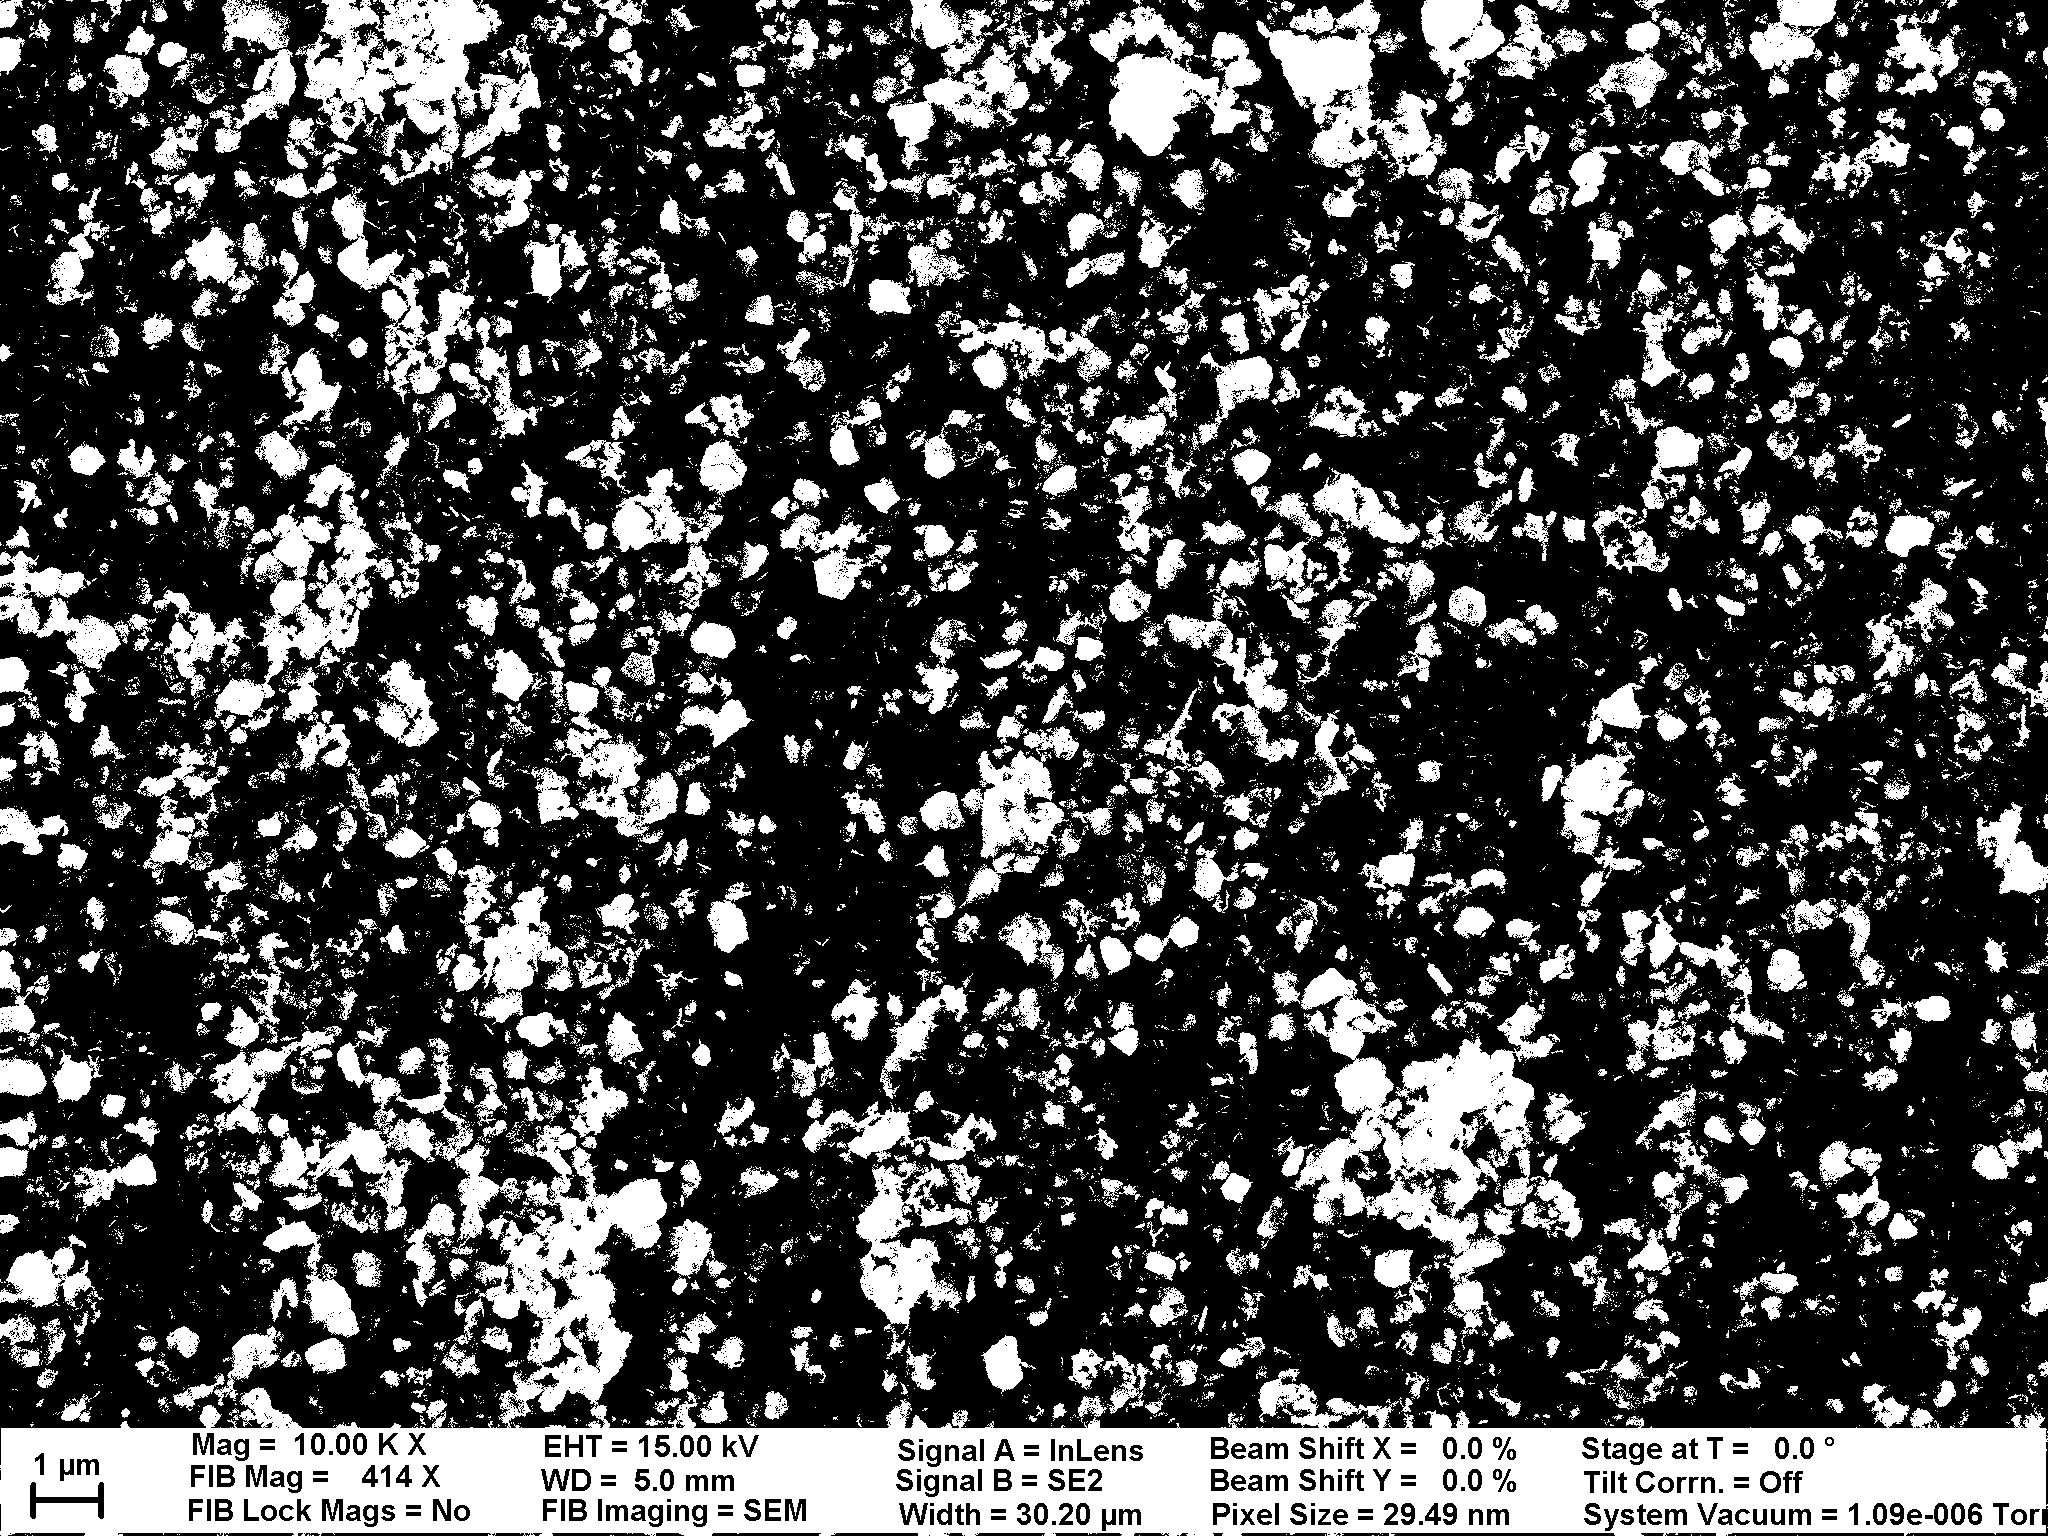 1 µm
Mag = 10.00 K X
FIB Mag = 414 X
FIB Lock Mags = No
EHT = 15.00 kV
WD = 5.0 mm
FIB Imaging = SEM
Signal A = InLens
Signal B = SE2
Width = 30.20 µm
Beam Shift X = 0.0 %
Beam Shift Y = 0.0 %
Pixel Size = 29.49 nm
Stage at T = 0.0 °
Tilt Corrn. = Off
System Vacuum = 1.09e-006 Torr